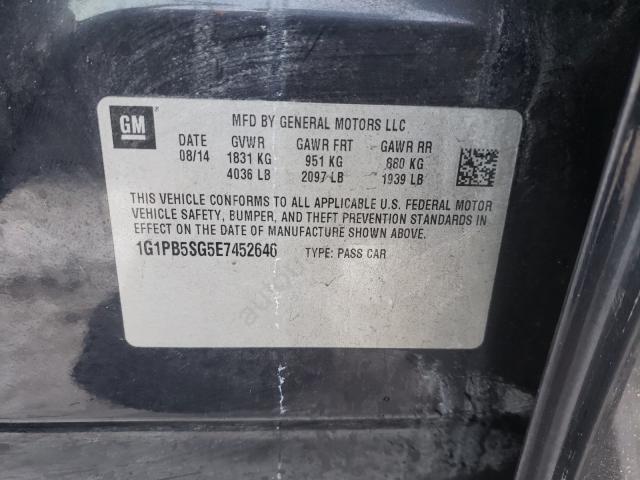 GM
MFD BY GENERAL MOTORS LLC
DATE GVWR GAWR FRT GAWR RR
08/14 1831 KG 951 KG 880 KG
4036 LB 2097 LB 1939 LB
THIS VEHICLE CONFORMS TO ALL APPLICABLE U.S. FEDERAL MOTOR
VEHICLE SAFETY, BUMPER, AND THEFT PREVENTION STANDARDS IN
EFFECT ON THE DATE OF MANUFACTURE SHOWN ABOVE.
1G1PB5SG5E7452646 TYPE: PASS CAR